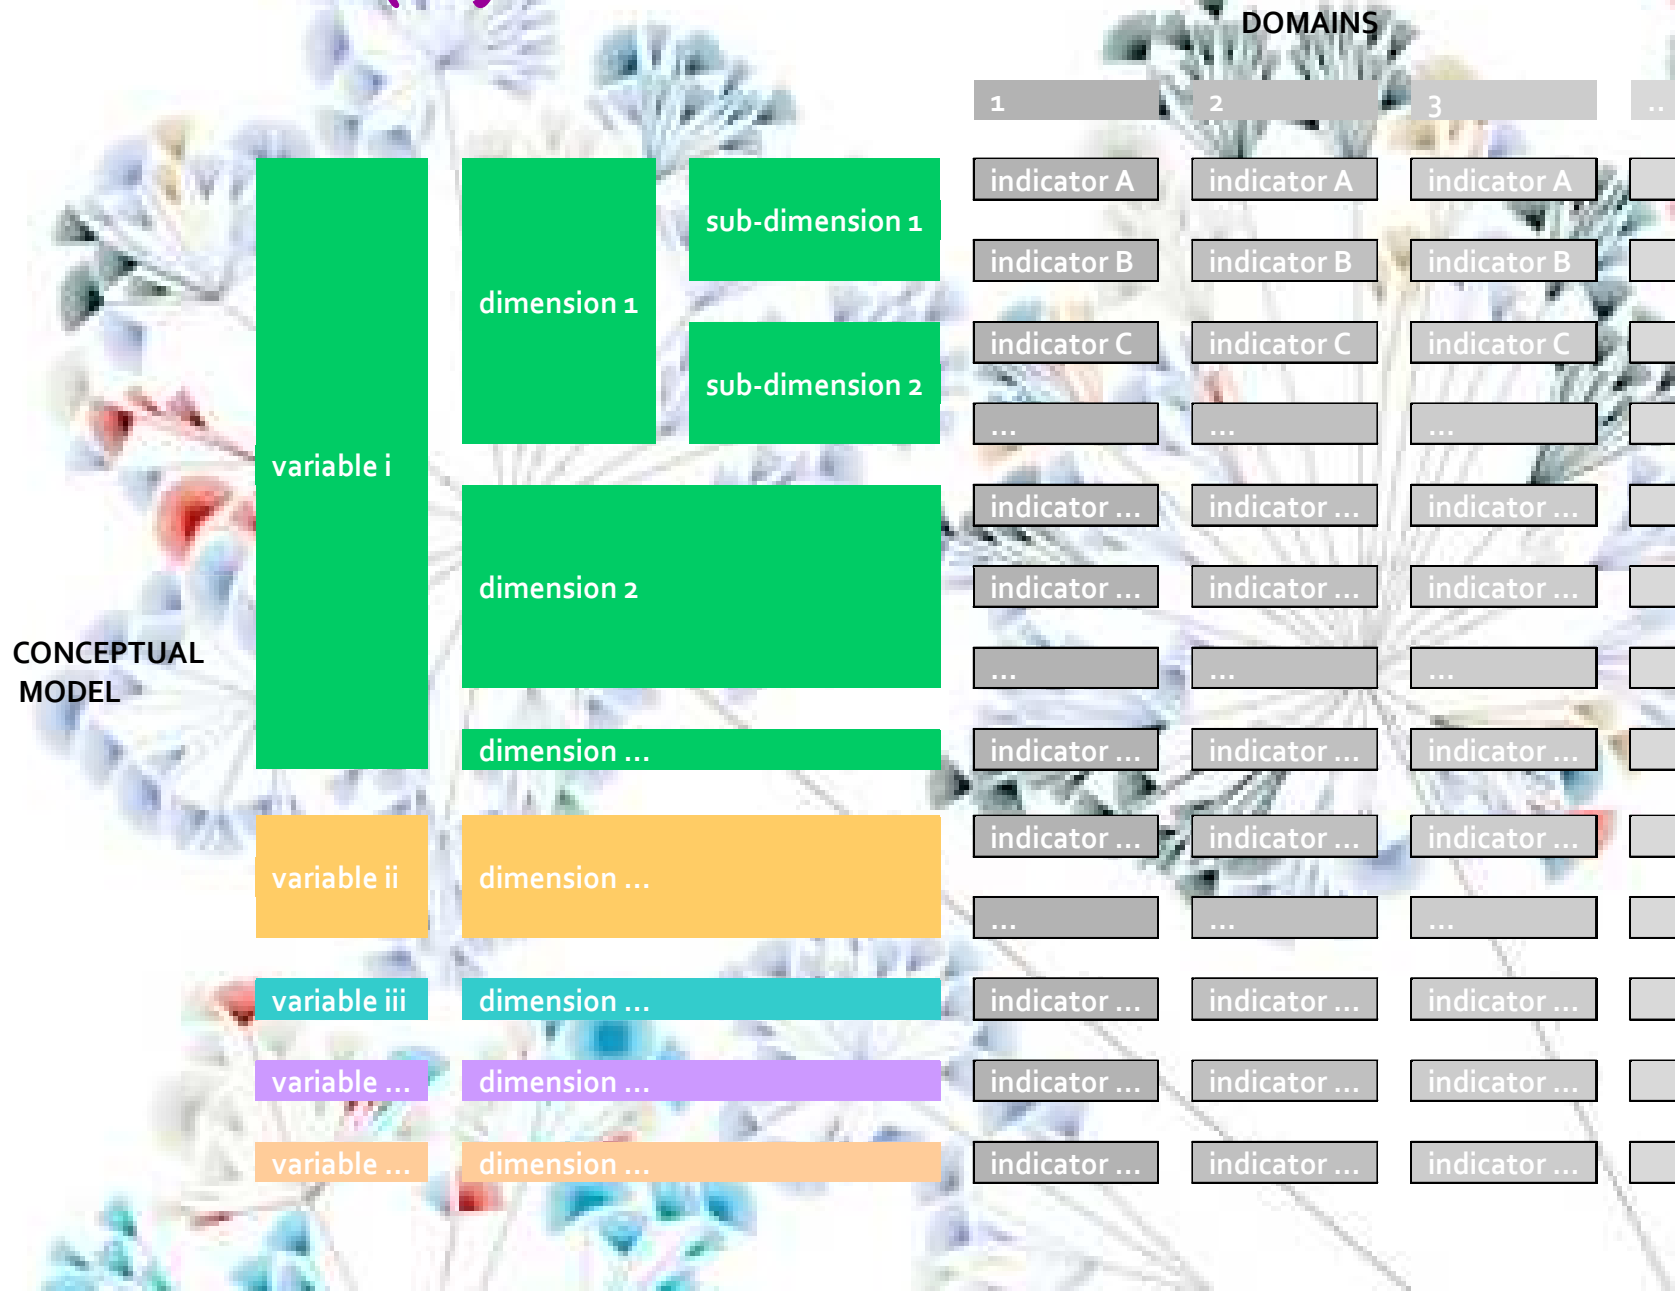 DOMAINS
1 2 3 ..
indicator A indicator A indicator A
sub-dimension 1
indicator B indicator B indicator B
dimension 1
indicator C indicator C indicator C
sub-dimension 2
... ... ...
variable i
indicator ... indicator ... indicator ...
dimension 2
indicator ... indicator ... indicator ...
CONCEPTUAL
MODEL
... ... ...
dimension ...
indicator ... indicator ... indicator ...
indicator ... indicator ... indicator ...
variable ii dimension ...
... ... ...
variable iii dimension ... indicator ... indicator ... indicator ...
variable ... dimension ... indicator ... indicator ... indicator ...
variable ... dimension ... indicator ... indicator ... indicator ...